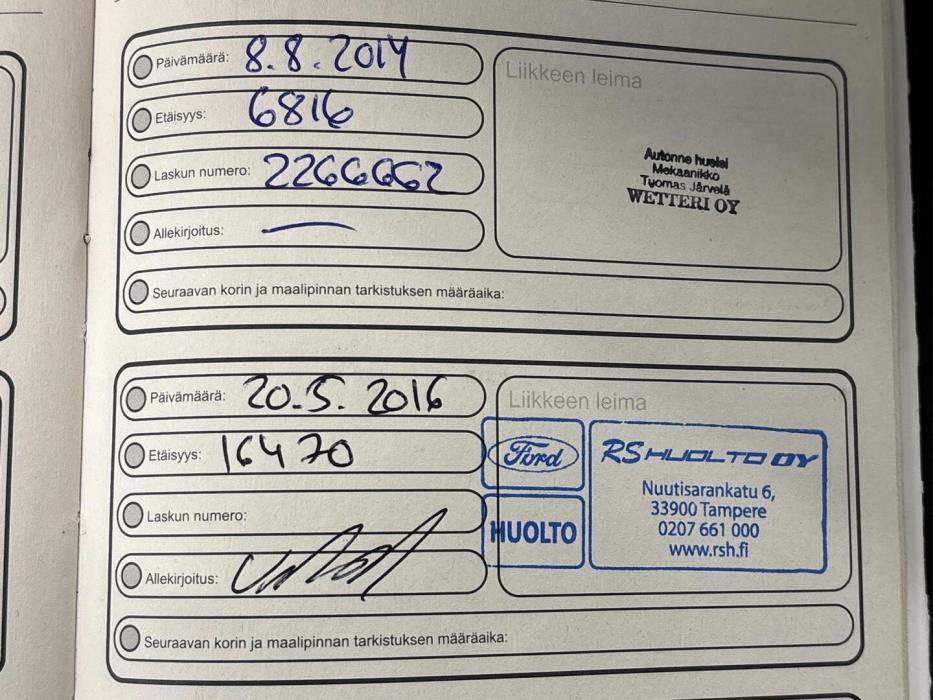 Päivämäärä: 8.8.2014
Etäisyys: 6816
Laskun numero: 2266662
Allekirjoitus: —
Seuraavan korin ja maalipinnan tarkistuksen määräaika:
Liikkeen leima
Autonne huolsi
Mekaanikko
Tuomas Järvelä
WETTERI OY
Päivämäärä: 20.5.2016
Etäisyys: 16470
Laskun numero:
Allekirjoitus:
Seuraavan korin ja maalipinnan tarkistuksen määräaika:
Liikkeen leima
Ford
HUOLTO
RS HUOLTO OY
Nuutisarankatu 6,
33900 Tampere
0207 661 000
www.rsh.fi